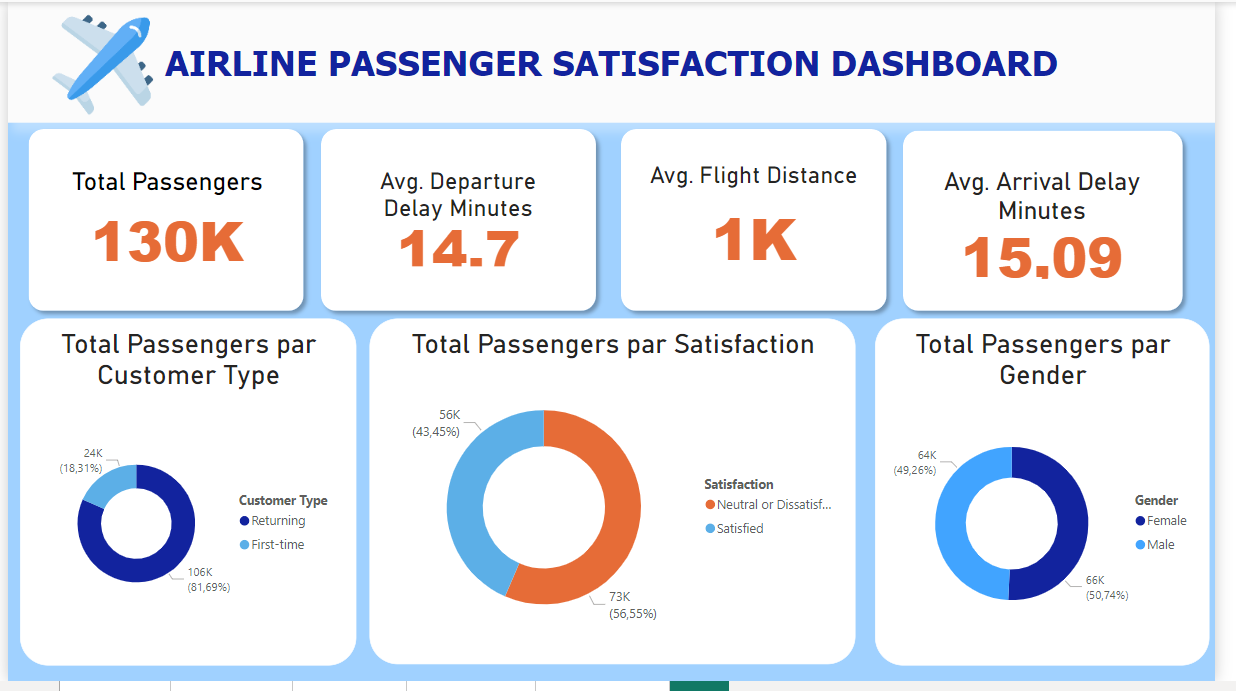 AIRLINE PASSENGER SATISFACTION DASHBOARD
Total Passengers
130K
Avg. Departure
Delay Minutes
14.7
Avg. Flight Distance
1K
Avg. Arrival Delay
Minutes
15.09
Total Passengers par
Customer Type
24K
(18,31%)
106K
(81,69%)
Customer Type
Returning
First-time
Total Passengers par Satisfaction
56K
(43,45%)
73K
(56,55%)
Satisfaction
Neutral or Dissatisf...
Satisfied
Total Passengers par
Gender
64K
(49,26%)
66K
(50,74%)
Gender
Female
Male